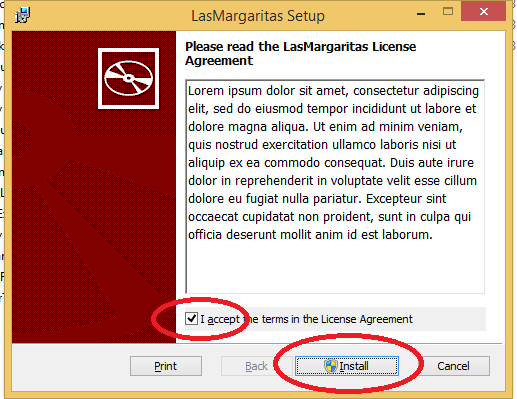 LasMargaritas Setup
Please read the LasMargaritas License
Agreement
Lorem ipsum dolor sit amet, consectetur adipiscing
elit, sed do eiusmod tempor incididunt ut labore et
dolore magna aliqua. Ut enim ad minim veniam,
quis nostrud exercitation ullamco laboris nisi ut
aliquip ex ea commodo consequat. Duis aute irure
dolor in reprehenderit in voluptate velit esse cillum
dolore eu fugiat nulla pariatur. Excepteur sint
occaecat cupidatat non proident, sunt in culpa qui
officia deserunt mollit anim id est laborum.
I accept the terms in the License Agreement
Print Back Install Cancel